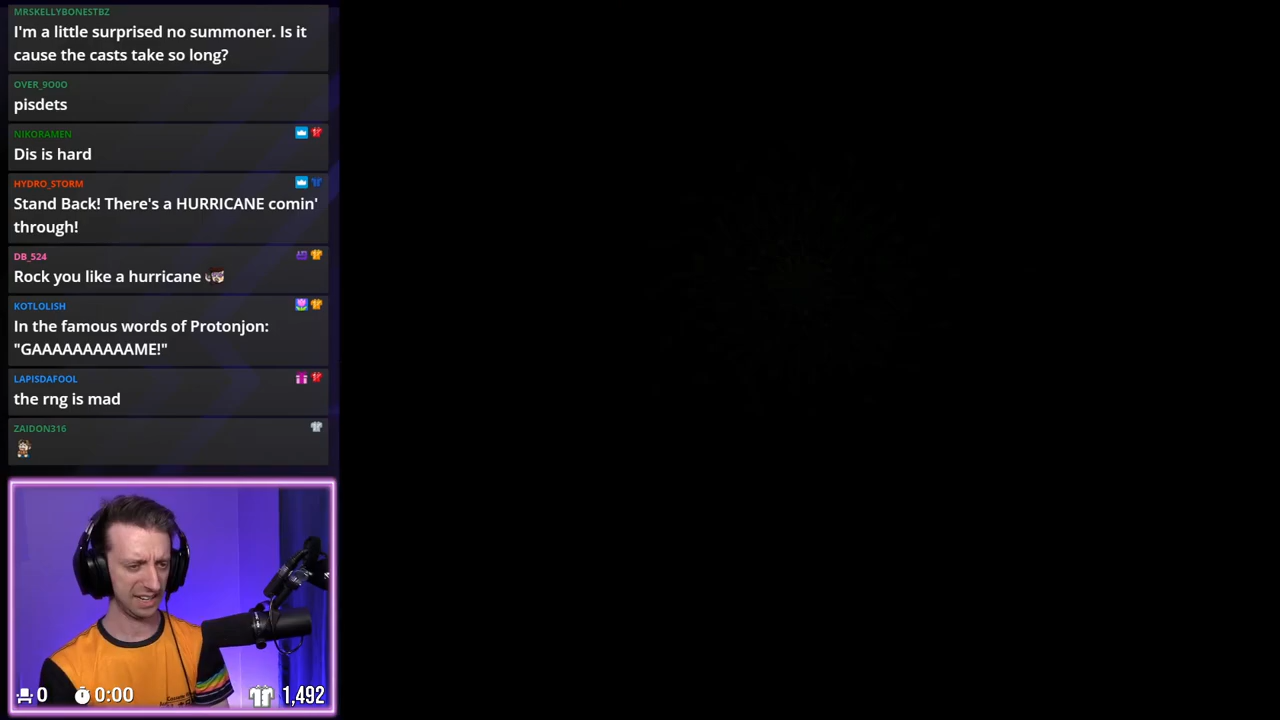 MRSKELLYBONESTBZ
I'm a little surprised no summoner. Is it
cause the casts take so long?
OVER_9000
pisdets
NIKORAMEN
Dis is hard
HYDRO_STORM
Stand Back! There's a HURRICANE comin'
through!
DB_524
Rock you like a hurricane
KOTLOLISH
In the famous words of Protonjon:
"GAAAAAAAAAAME!"
LAPISDAFOOL
the rng is mad
ZAIDON316
0 0:00 1,492